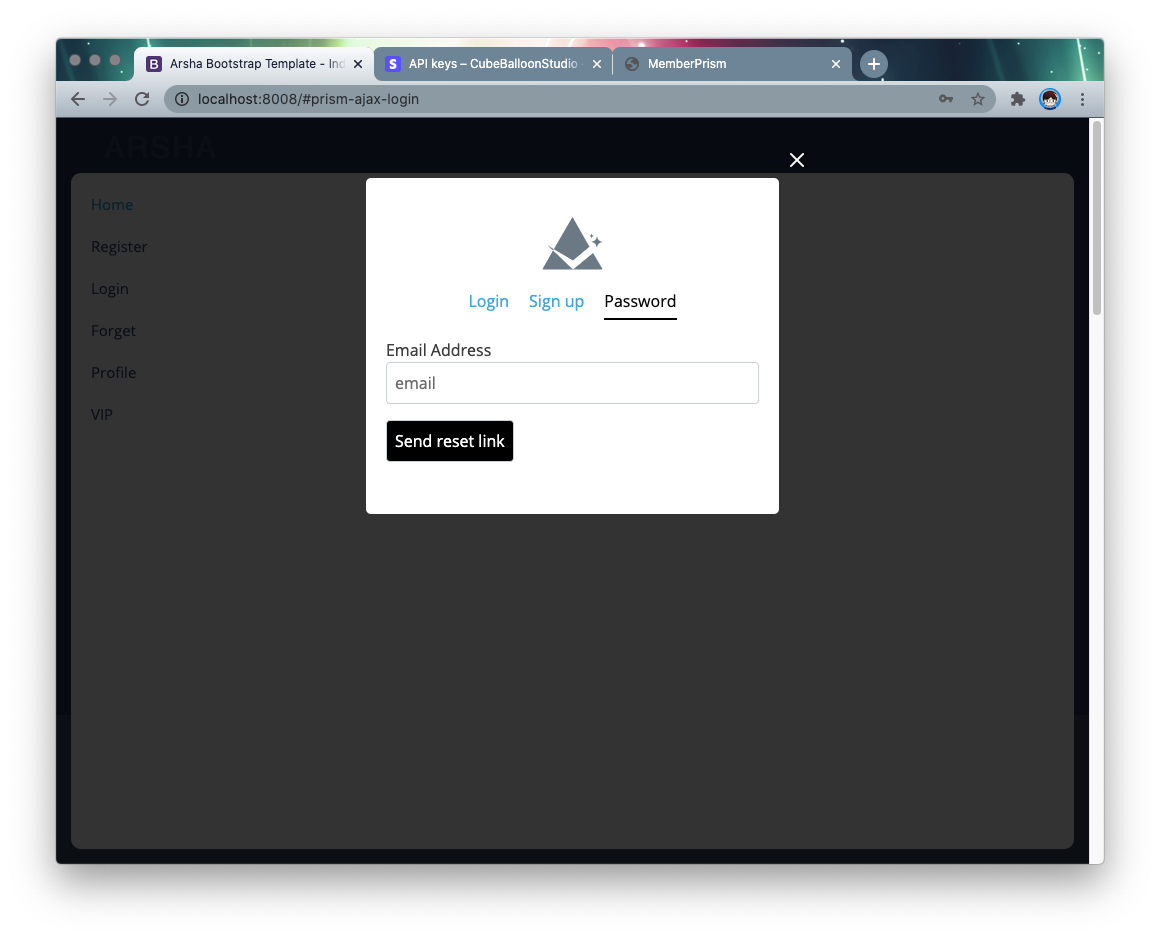 Arsha Bootstrap Template - Ind
API keys – CubeBalloonStudio
MemberPrism
localhost:8008/#prism-ajax-login
ARSHA
Home
Register
Login
Forget
Profile
VIP
Login Sign up Password
Email Address
email
Send reset link